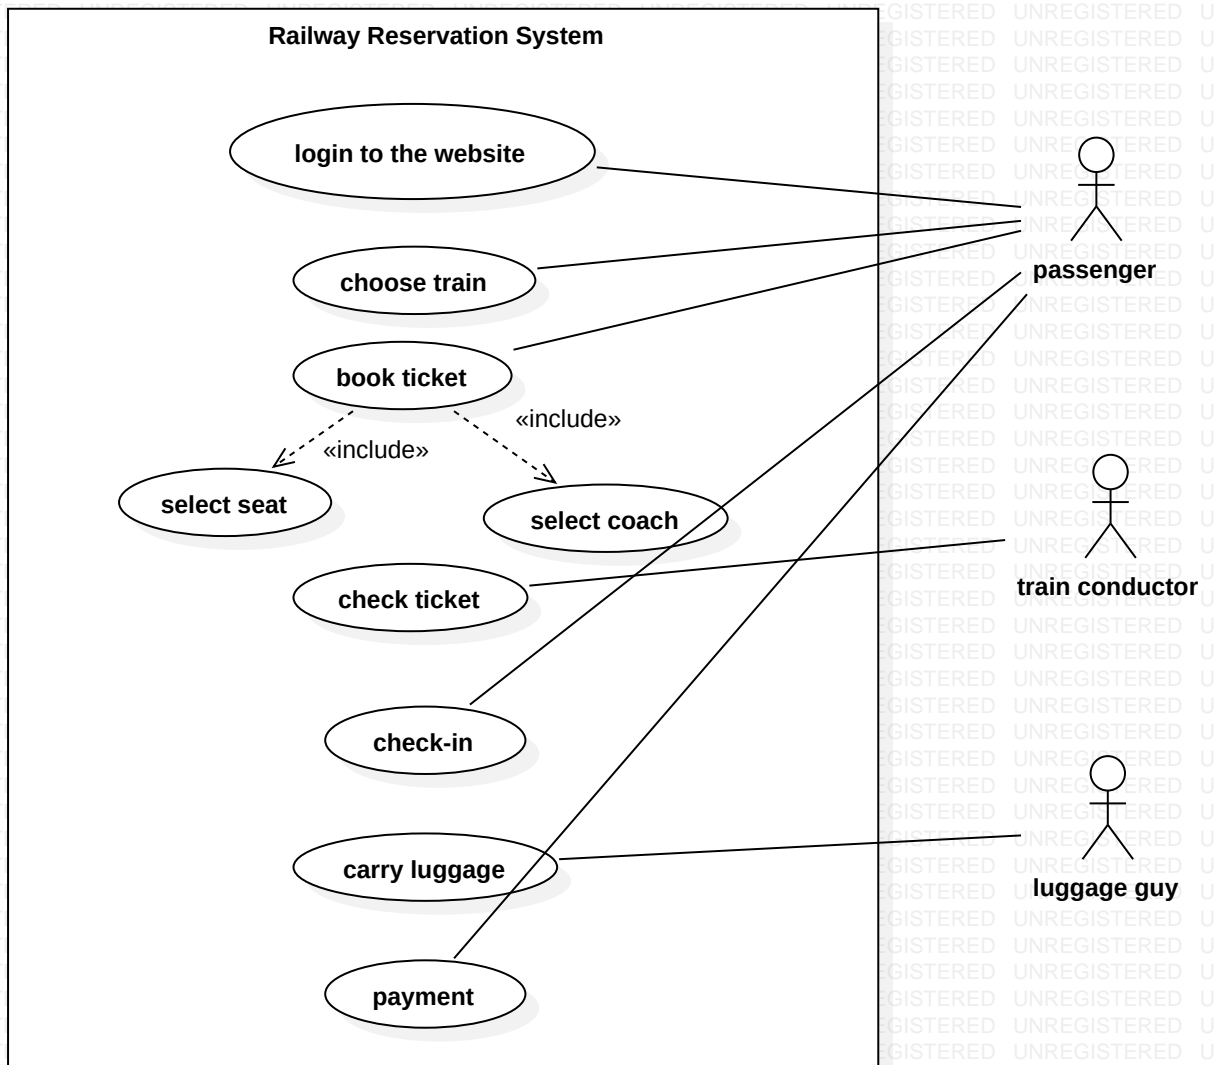 Railway Reservation System
login to the website
passenger
choose train
book ticket
«include»
«include»
select seat
select coach
train conductor
check ticket
check-in
carry luggage
luggage guy
payment
UNREGISTERED